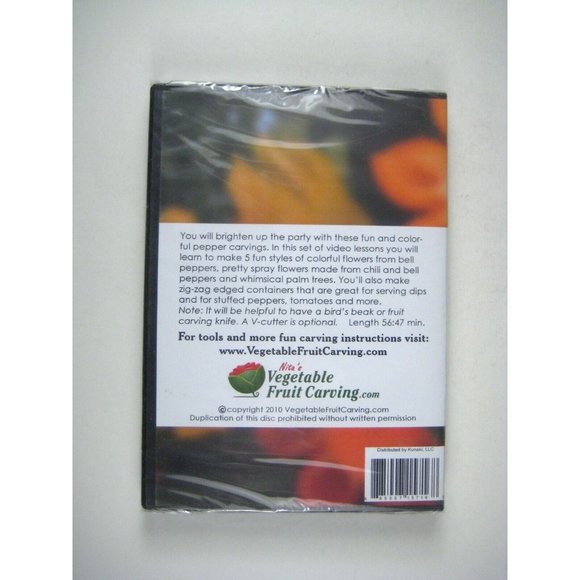 You will brighten up the party with these fun and color-
ful pepper carvings. In this set of video lessons you will
learn to make 5 fun styles of colorful flowers from bell
peppers, pretty spray flowers made from chili and bell
peppers and whimsical palm trees. You'll also make
zig-zag edged containers that are great for serving dips
and for stuffed peppers, tomatoes and more.
Note: It will be helpful to have a bird's beak or fruit
carving knife. A V-cutter is optional. Length 56:47 min.
For tools and more fun carving instructions visit:
www.VegetableFruitCarving.com
Nita's
Vegetable
Fruit Carving.com
©copyright 2010 VegetableFruitCarving.com
Duplication of this disc prohibited without written permission
Distributed by Kunaki, LLC